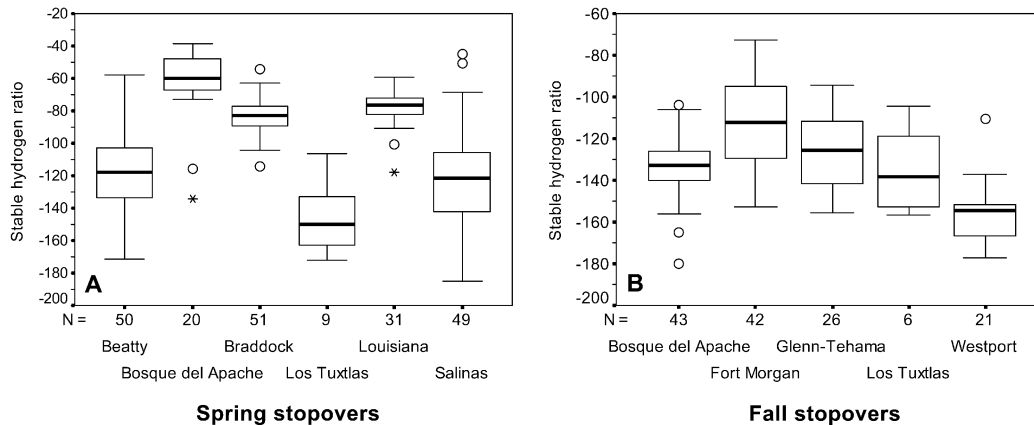 Stable hydrogen ratio
-20
-40
-60
-80
-100
-120
-140
-160
-180
-200
A
N = 50 20 51 9 31 49
Beatty Braddock Louisiana
Bosque del Apache Los Tuxtlas Salinas
Spring stopovers
Stable hydrogen ratio
-60
-80
-100
-120
-140
-160
-180
-200
B
N = 43 42 26 6 21
Bosque del Apache Glenn-Tehama Westport
Fort Morgan Los Tuxtlas
Fall stopovers